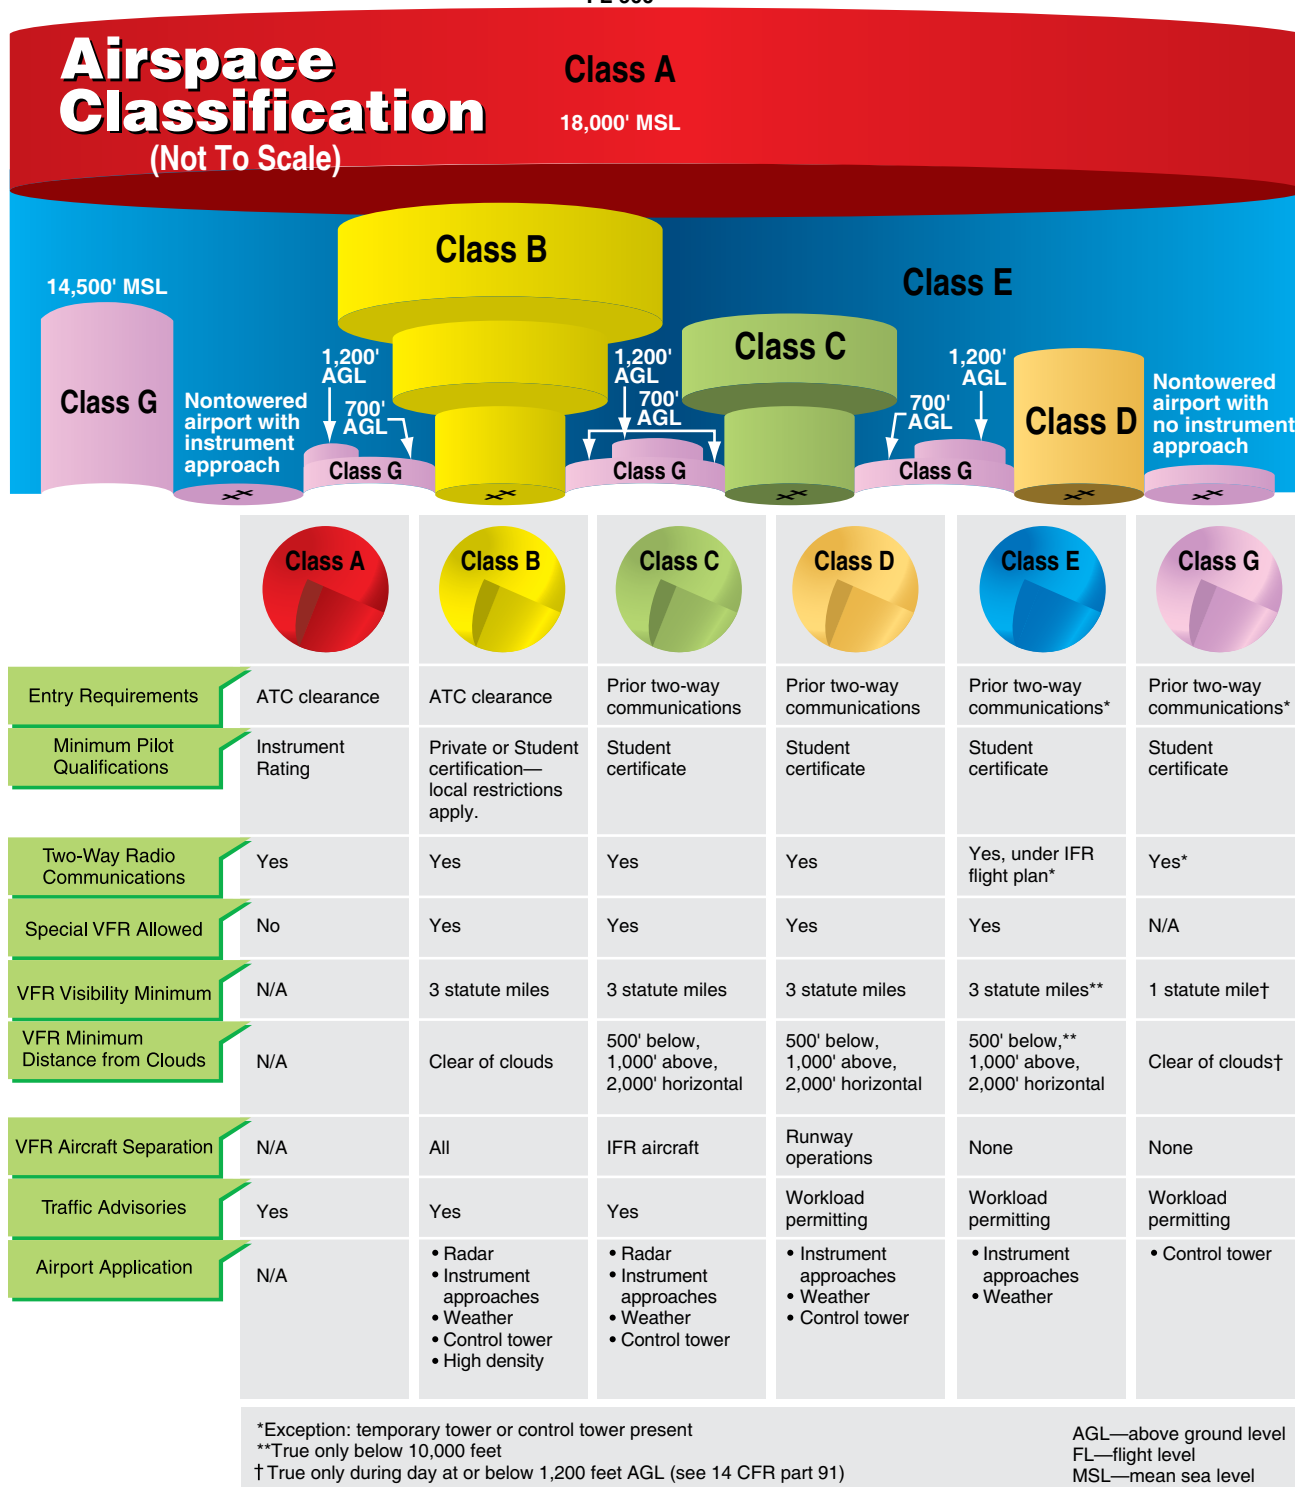 Airspace
Classification
(Not To Scale)
Class A
18,000' MSL
Class B
Class E
14,500' MSL
Class G
Nontowered
airport with
instrument
approach
1,200'
AGL
700'
AGL
Class G
1,200'
AGL
700'
AGL
Class G
Class C
700'
AGL
1,200'
AGL
Class G
Class D
Nontowered
airport with
no instrument
approach
Class A
Class B
Class C
Class D
Class E
Class G
Entry Requirements
ATC clearance
ATC clearance
Prior two-way
communications
Prior two-way
communications
Prior two-way
communications*
Prior two-way
communications*
Minimum Pilot
Qualifications
Instrument
Rating
Private or Student
certification—
local restrictions
apply.
Student
certificate
Student
certificate
Student
certificate
Student
certificate
Two-Way Radio
Communications
Yes
Yes
Yes
Yes
Yes, under IFR
flight plan*
Yes*
Special VFR Allowed
No
Yes
Yes
Yes
Yes
N/A
VFR Visibility Minimum
N/A
3 statute miles
3 statute miles
3 statute miles
3 statute miles**
1 statute mile†
VFR Minimum
Distance from Clouds
N/A
Clear of clouds
500' below,
1,000' above,
2,000' horizontal
500' below,
1,000' above,
2,000' horizontal
500' below,**
1,000' above,
2,000' horizontal
Clear of clouds†
VFR Aircraft Separation
N/A
All
IFR aircraft
Runway
operations
None
None
Traffic Advisories
Yes
Yes
Yes
Workload
permitting
Workload
permitting
Workload
permitting
Airport Application
N/A
• Radar
• Instrument
approaches
• Weather
• Control tower
• High density
• Radar
• Instrument
approaches
• Weather
• Control tower
• Instrument
approaches
• Weather
• Control tower
• Instrument
approaches
• Weather
• Control tower
*Exception: temporary tower or control tower present
**True only below 10,000 feet
†True only during day at or below 1,200 feet AGL (see 14 CFR part 91)
AGL—above ground level
FL—flight level
MSL—mean sea level